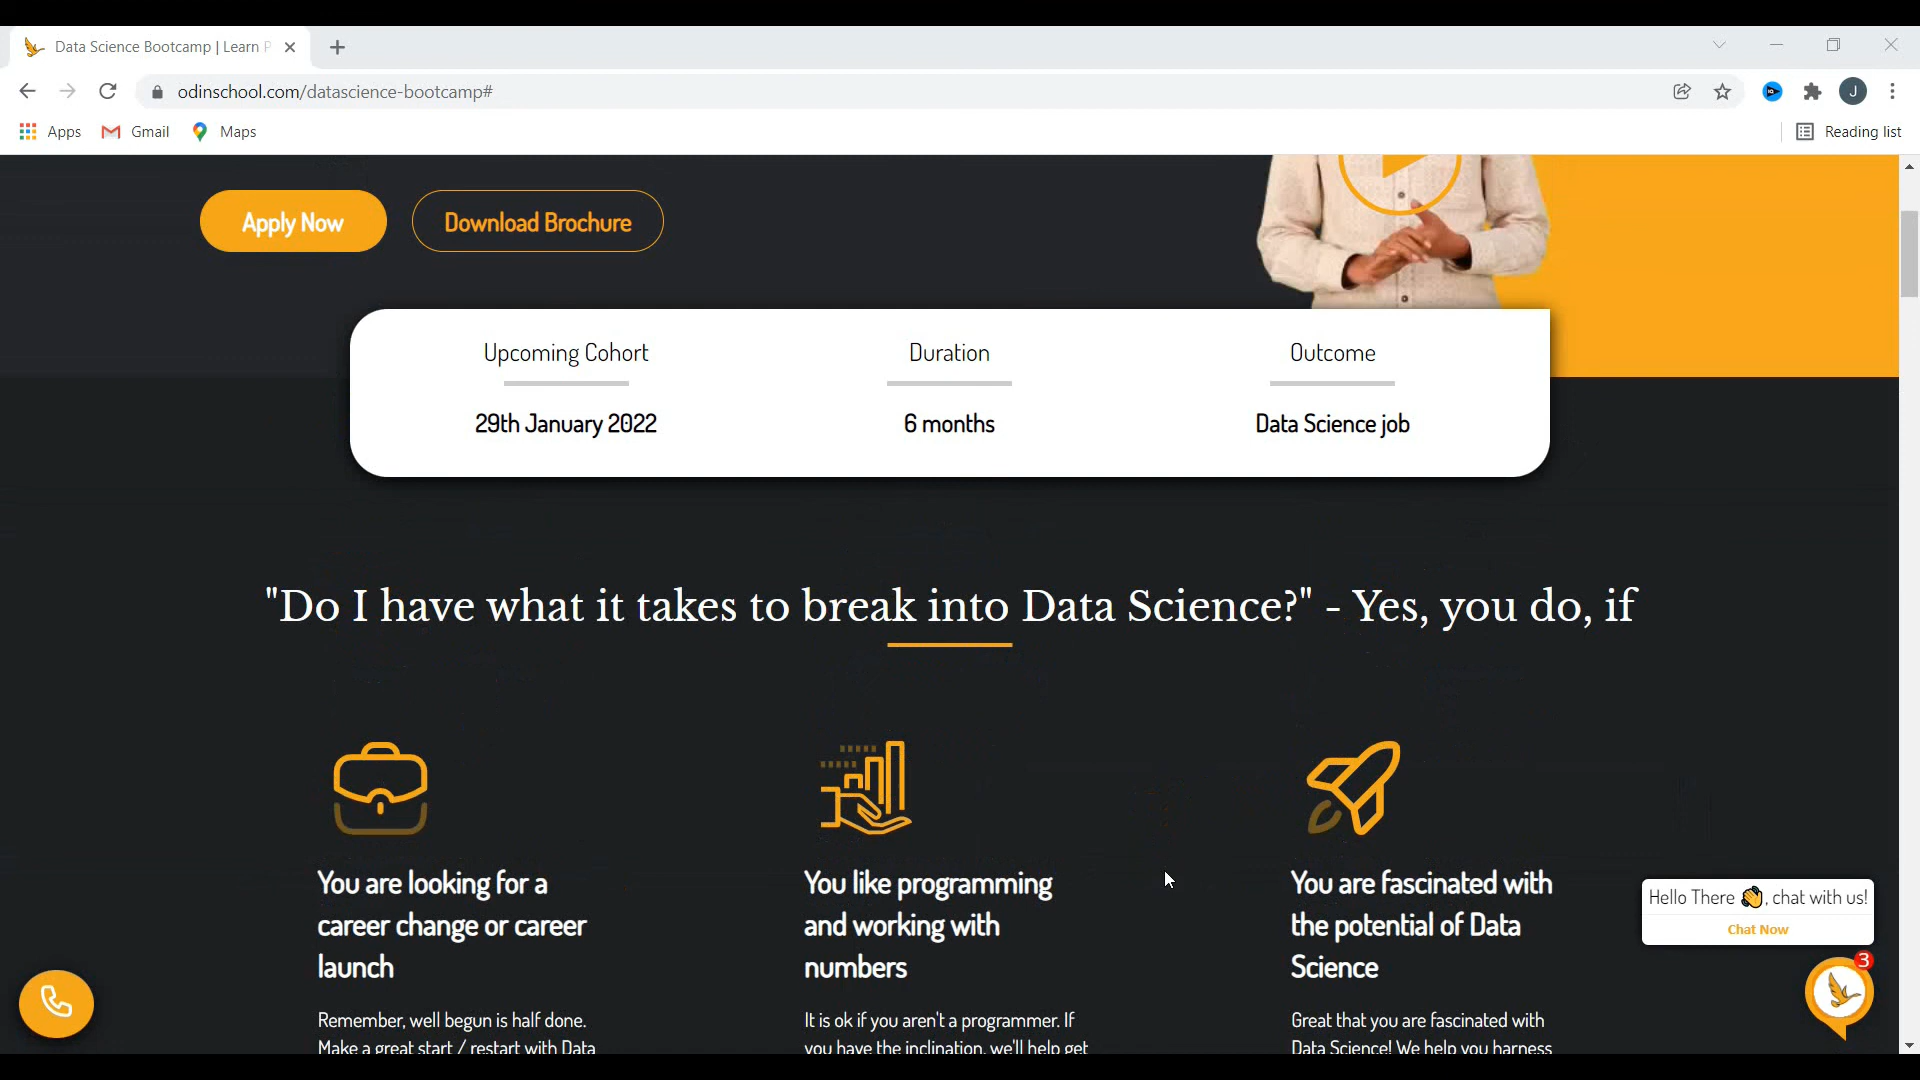 Data Science Bootcamp | Learn P
odinschool.com/datascience-bootcamp#
J
Apps
Gmail
Maps
Reading list
Apply Now
Download Brochure
Upcoming Cohort
Duration
Outcome
29th January 2022
6 months
Data Science job
"Do I have what it takes to break into Data Science?" - Yes, you do, if
You are looking for a
career change or career
launch
Remember, well begun is half done.
Make a great start / restart with Data
You like programming
and working with
numbers
It is ok if you aren't a programmer. If
you have the inclination, we'll help get
You are fascinated with
the potential of Data
Science
Great that you are fascinated with
Data Science! We help you harness
Hello There 👋, chat with us!
Chat Now
3